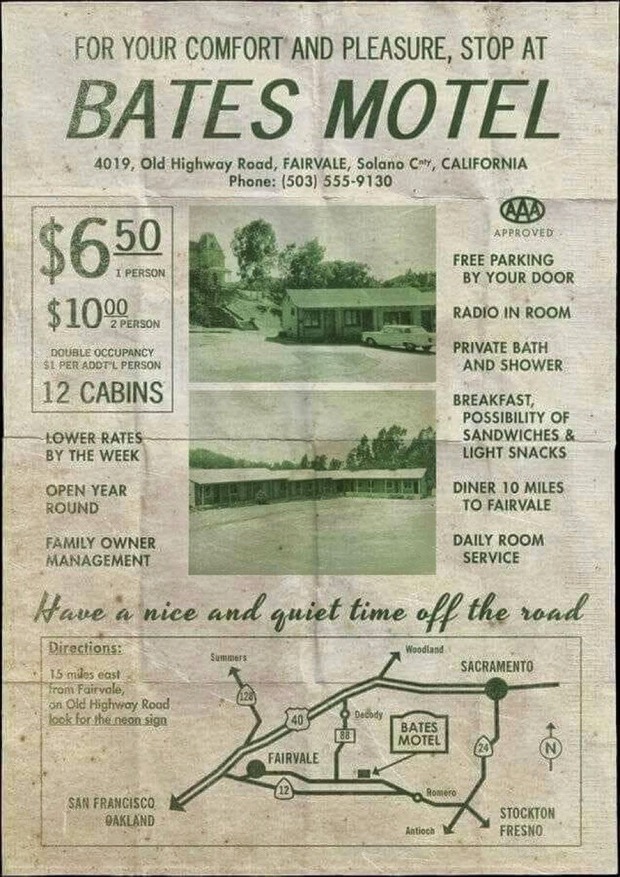 FOR YOUR COMFORT AND PLEASURE, STOP AT
BATES MOTEL
4019, Old Highway Road, FAIRVALE, Solano Cnty, CALIFORNIA
Phone: (503) 555-9130
$6 50
1 PERSON
$10 00
2 PERSON
DOUBLE OCCUPANCY
$1 PER ADDT'L PERSON
12 CABINS
LOWER RATES
BY THE WEEK
OPEN YEAR
ROUND
FAMILY OWNER
MANAGEMENT
AAA
APPROVED
FREE PARKING
BY YOUR DOOR
RADIO IN ROOM
PRIVATE BATH
AND SHOWER
BREAKFAST,
POSSIBILITY OF
SANDWICHES &
LIGHT SNACKS
DINER 10 MILES
TO FAIRVALE
DAILY ROOM
SERVICE
Have a nice and quiet time off the road
Directions:
15 miles east
from Fairvale,
on Old Highway Road
look for the neon sign
Summers
Woodland
SACRAMENTO
128
40
Dedody
88
BATES
MOTEL
24
N
FAIRVALE
12
Romero
SAN FRANCISCO
OAKLAND
Antioch
STOCKTON
FRESNO